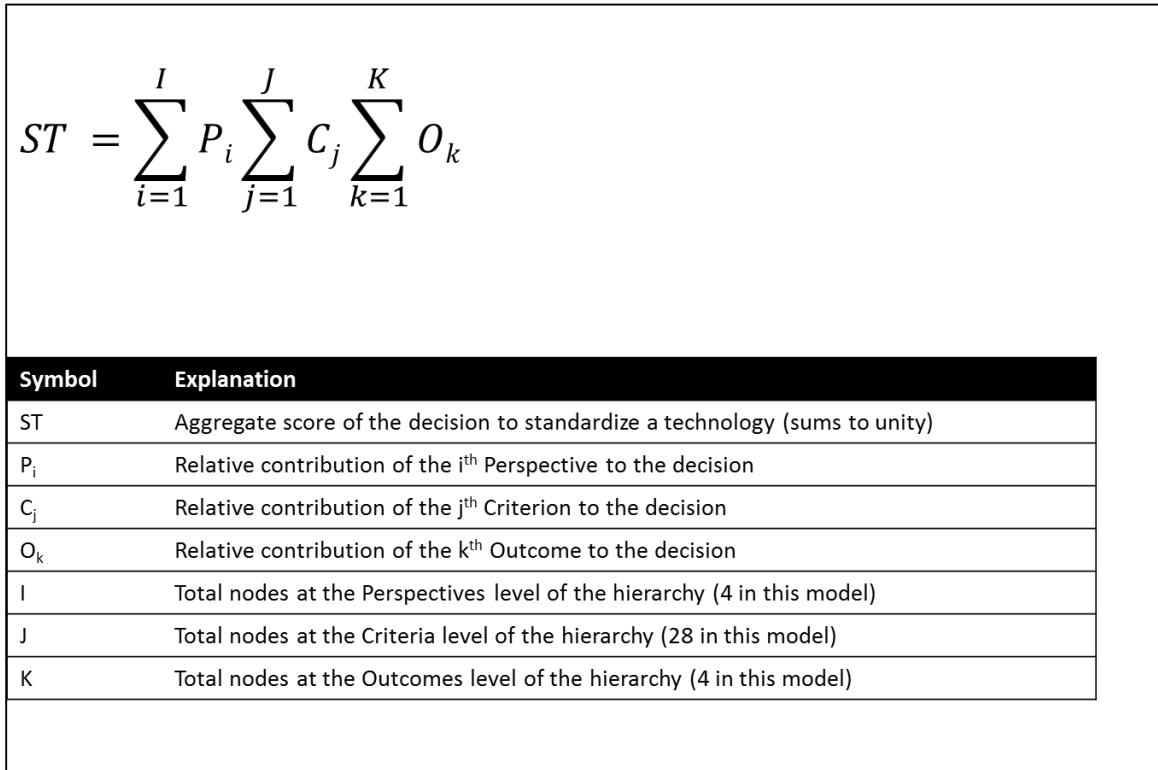 ST = \sum_{i=1}^{I} P_i \sum_{j=1}^{J} C_j \sum_{k=1}^{K} O_k
Symbol Explanation
ST Aggregate score of the decision to standardize a technology (sums to unity)
P_i Relative contribution of the i^th Perspective to the decision
C_j Relative contribution of the j^th Criterion to the decision
O_k Relative contribution of the k^th Outcome to the decision
I Total nodes at the Perspectives level of the hierarchy (4 in this model)
J Total nodes at the Criteria level of the hierarchy (28 in this model)
K Total nodes at the Outcomes level of the hierarchy (4 in this model)